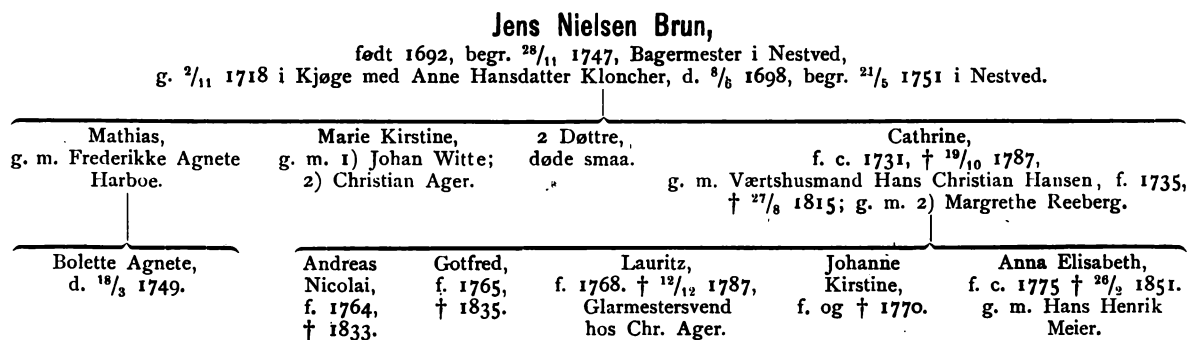 Jens Nielsen Brun,
født 1692, begr. 28/11 1747, Bagermester i Nestved,
g. 2/11 1718 i Kjøge med Anne Hansdatter Kloncher, d. 8/6 1698, begr. 21/5 1751 i Nestved.
Mathias,
g. m. Frederikke Agnete
Harboe.
Marie Kirstine,
g. m. 1) Johan Witte;
2) Christian Ager.
2 Døttre,
døde smaa.
Cathrine,
f. c. 1731, † 19/10 1787,
g. m. Værtshusmand Hans Christian Hansen, f. 1735,
† 27/8 1815; g. m. 2) Margrethe Reeberg.
Bolette Agnete,
d. 18/3 1749.
Andreas
Nicolai,
f. 1764,
† 1833.
Gotfred,
f. 1765,
† 1835.
Lauritz,
f. 1768. † 12/12 1787,
Glarmestersvend
hos Chr. Ager.
Johanne
Kirstine,
f. og † 1770.
Anna Elisabeth,
f. c. 1775 † 26/2 1851.
g. m. Hans Henrik
Meier.